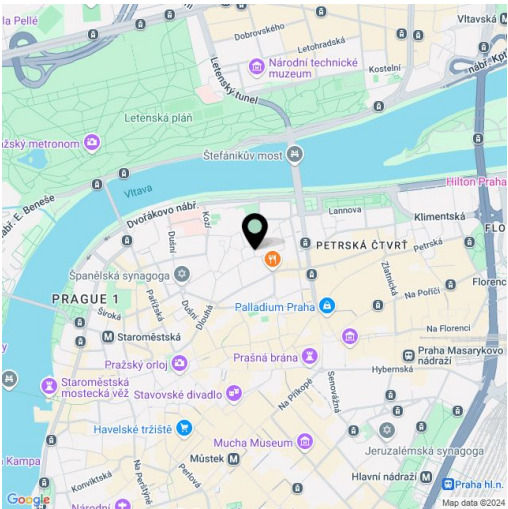 la Pellé
Dobrovského
Vltavská M
Letohradská
Národní technické
muzeum
Kostelní
nábř. Kpt.
Letenský tunel
Letenská pláň
ažský metronom
Štefánikův most
Vltava
Hilton Praha
nábř. E. Beneše
Dvořákovo nábř.
Kozí
Lannova
Klimentská
FLO
Dušní
PETRSKÁ ČTVRŤ
Petrská
Zlatnická
Španělská synagoga
Florenc
Pařížská
Na Poříčí
PRAGUE 1
Dušní
Dlouhá
Palladium Praha
Široká
Na Florenci
M Staroměstská
Praha Masarykovo
nádraží
Pražský orloj
Prašná brána
Hybernská
Staroměstská
mostecká věž
Stavovské divadlo
Na Příkopě
Senovážná
Havelské tržiště
Mucha Museum
Jeruzalémská synagoga
Kampa
Můstek M
Na Perštýně
Perlová
Konviktská
Hlavní nádraží M
Praha hl.n.
Google
Národní
Map data ©2024